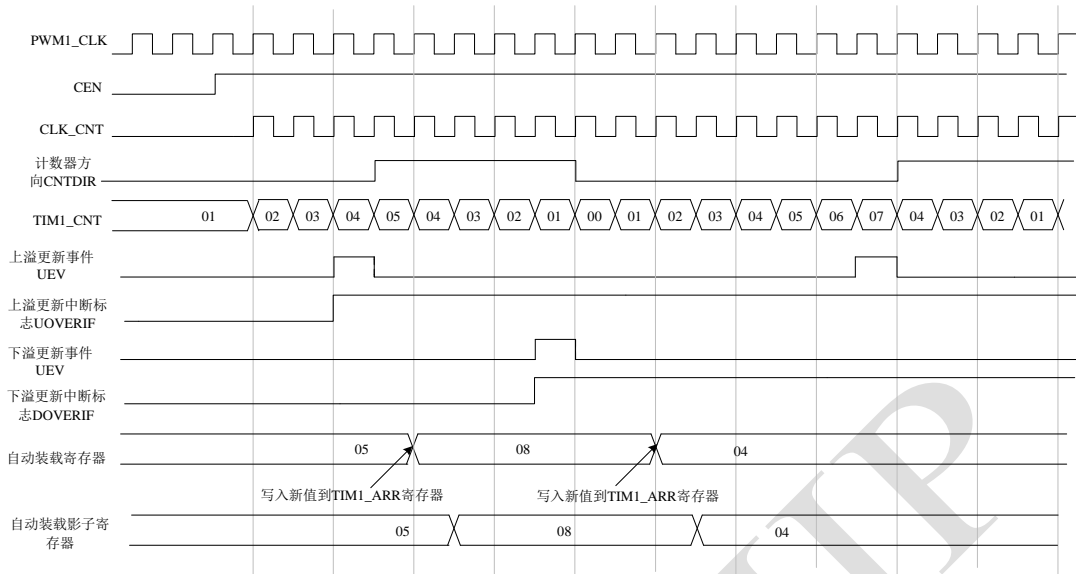 PWM1_CLK
CEN
CLK_CNT
计数器方
向CNTDIR
TIM1_CNT
01 02 03 04 05 04 03 02 01 00 01 02 03 04 05 06 07 04 03 02 01
上溢更新事件
UEV
上溢更新中断标
志UOVERIF
下溢更新事件
UEV
下溢更新中断标
志DOVERIF
自动装载寄存器
05 08 04
写入新值到TIM1_ARR寄存器
写入新值到TIM1_ARR寄存器
自动装载影子寄
存器
05 08 04